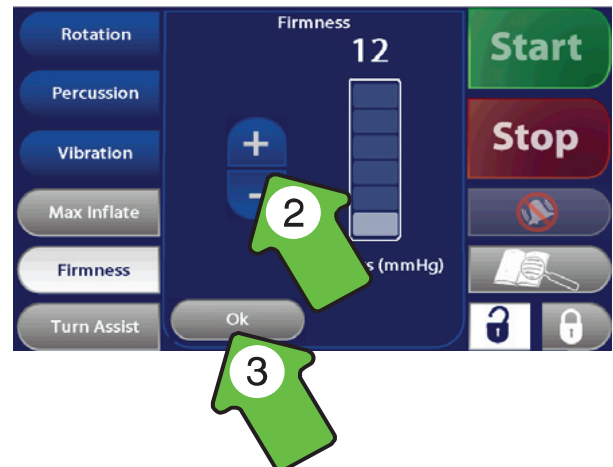 Rotation
Percussion
Vibration
Max Inflate
Firmness
Turn Assist
Firmness
12
+
-
2
(mmHg)
Ok
3
Start
Stop